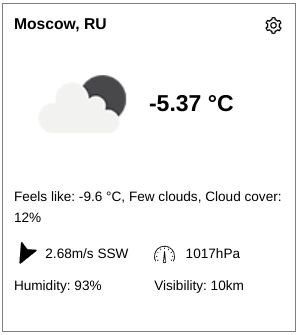 Moscow, RU
-5.37 °C
Feels like: -9.6 °C, Few clouds, Cloud cover:
12%
2.68m/s SSW 1017hPa
Humidity: 93% Visibility: 10km